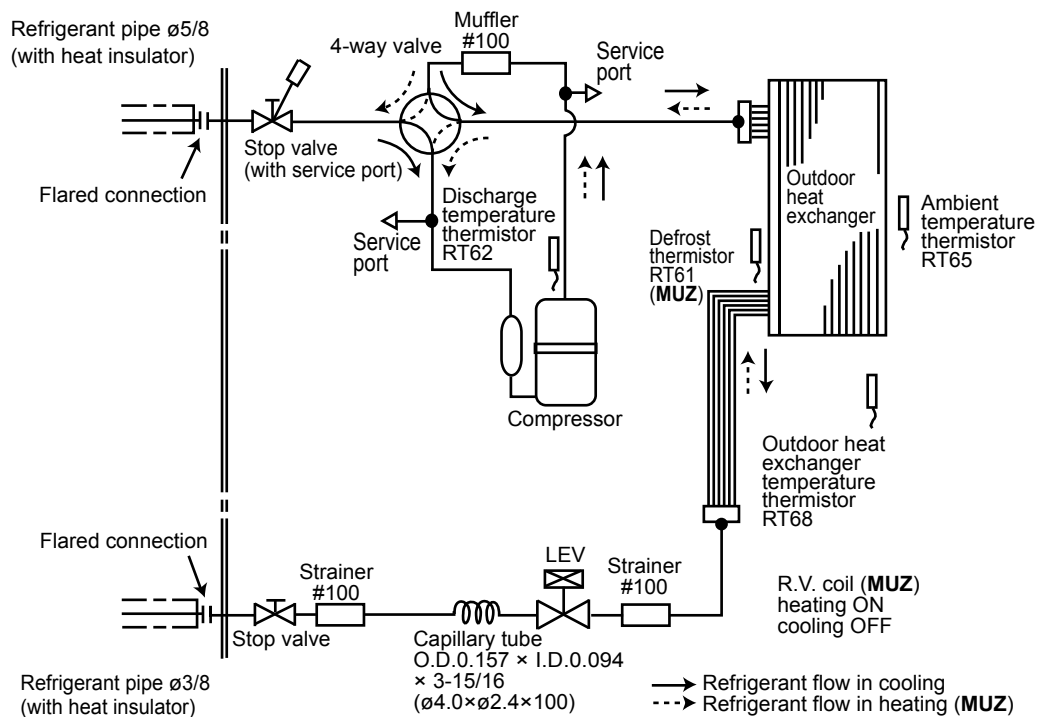 Refrigerant pipe ø5/8
(with heat insulator)
4-way valve
Muffler
#100
Service
port
Stop valve
(with service port)
Flared connection
Discharge
temperature
thermistor
RT62
Service
port
Outdoor
heat
exchanger
Ambient
temperature
thermistor
RT65
Defrost
thermistor
RT61
(MUZ)
Compressor
Outdoor heat
exchanger
temperature
thermistor
RT68
Flared connection
Strainer
#100
LEV
Strainer
#100
R.V. coil (MUZ)
heating ON
cooling OFF
Stop valve
Capillary tube
O.D.0.157 × I.D.0.094
× 3-15/16
(ø4.0×ø2.4×100)
Refrigerant pipe ø3/8
(with heat insulator)
Refrigerant flow in cooling
Refrigerant flow in heating (MUZ)